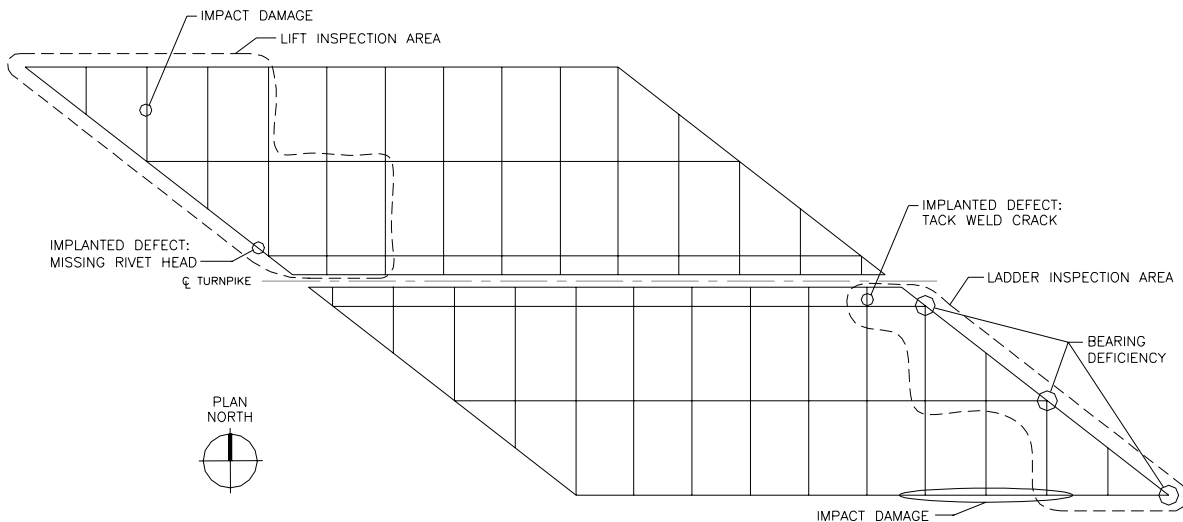 IMPACT DAMAGE
LIFT INSPECTION AREA
IMPLANTED DEFECT:
TACK WELD CRACK
IMPLANTED DEFECT:
MISSING RIVET HEAD
℄ TURNPIKE
LADDER INSPECTION AREA
BEARING
DEFICIENCY
PLAN
NORTH
IMPACT DAMAGE